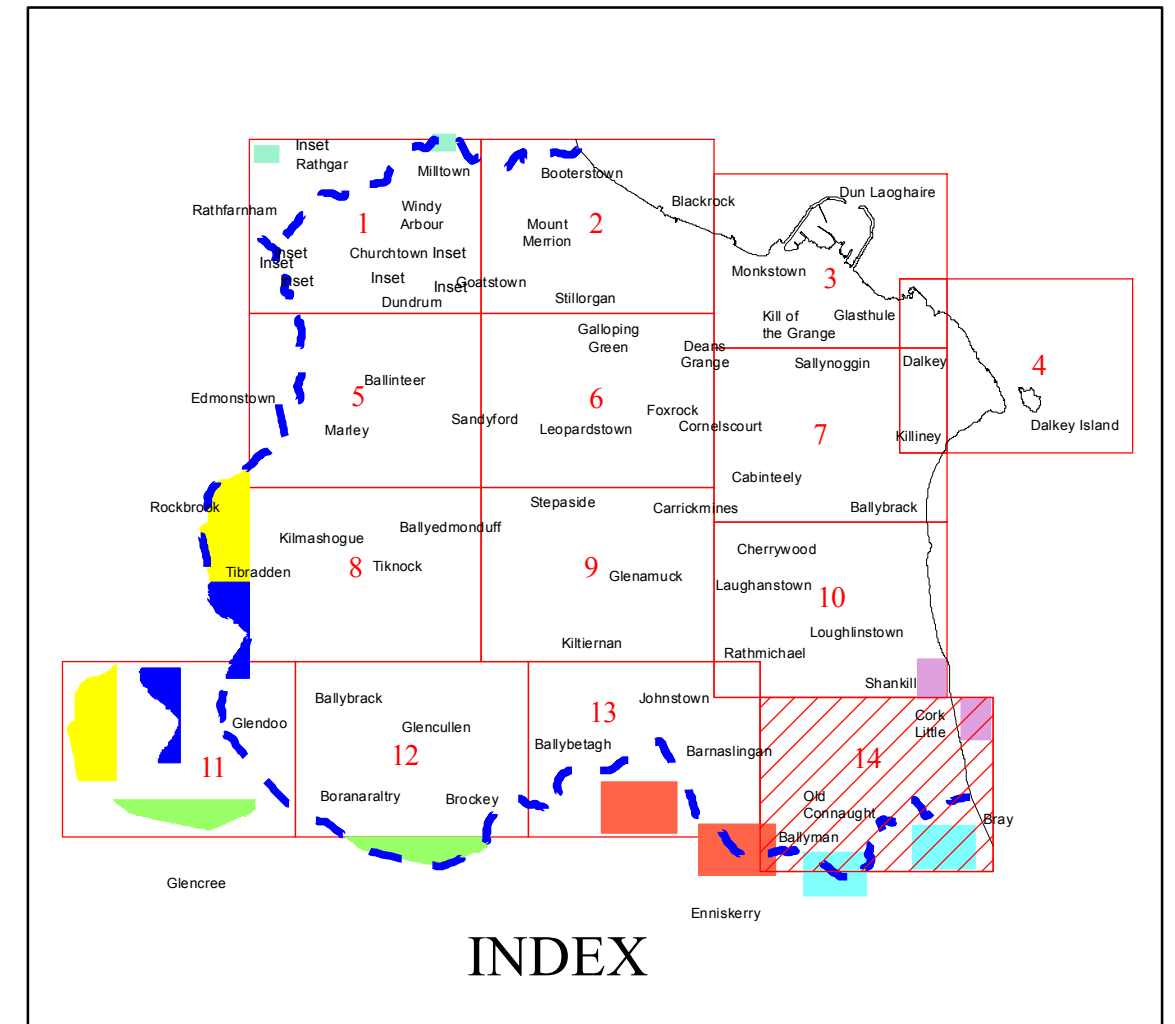 Inset
Rathgar
Milltown
Booterstown
Rathfarnham
Windy
Arbour
1
Mount
Merrion
2
Blackrock
Dun Laoghaire
Inset
Inset
Inset
Churchtown Inset
Inset
Inset
Goatstown
Dundrum
Stillorgan
Monkstown
3
Kill of
the Grange
Glasthule
Galloping
Green
Deans
Grange
Sallynoggin
Dalkey
4
Dalkey Island
Edmonstown
Ballinteer
5
Marley
Sandyford
6
Leopardstown
Foxrock
Cornelscourt
7
Killiney
Cabinteely
Ballybrack
Rockbrook
Kilmashogue
Ballyedmonduff
Stepaside
Carrickmines
Tibradden
8
Tiknock
9
Glenamuck
Kiltiernan
Cherrywood
Laughanstown
10
Loughlinstown
Rathmichael
Shankill
Glendoo
11
Ballybrack
Glencullen
12
Boranaraltry
Brockey
Johnstown
13
Ballybetagh
Barnaslingan
Cork
Little
14
Old
Connaught
Ballyman
Bray
Glencree
Enniskerry
INDEX